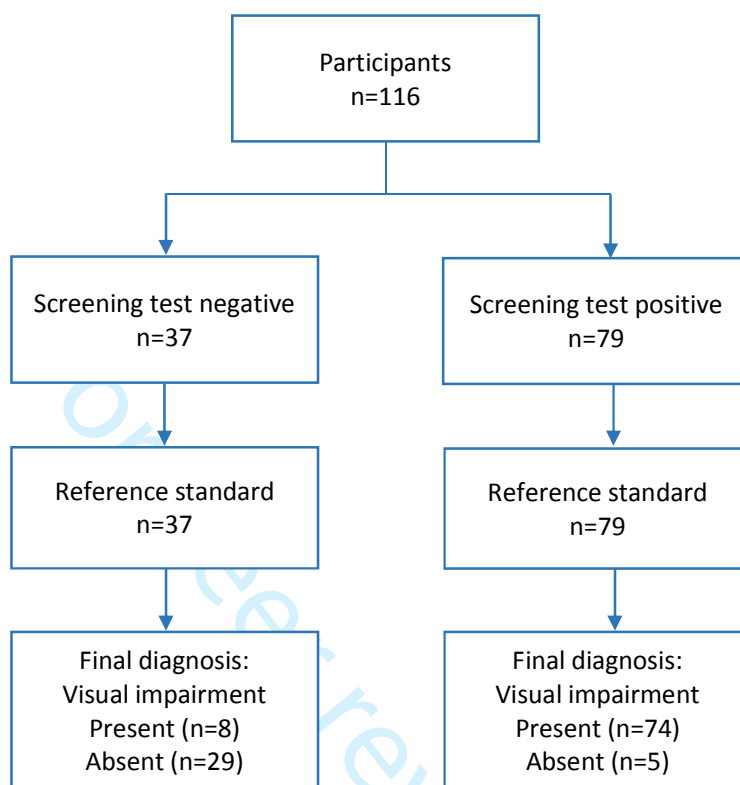 Participants
n=116
Screening test negative
n=37
Screening test positive
n=79
Reference standard
n=37
Reference standard
n=79
Final diagnosis:
Visual impairment
Present (n=8)
Absent (n=29)
Final diagnosis:
Visual impairment
Present (n=74)
Absent (n=5)